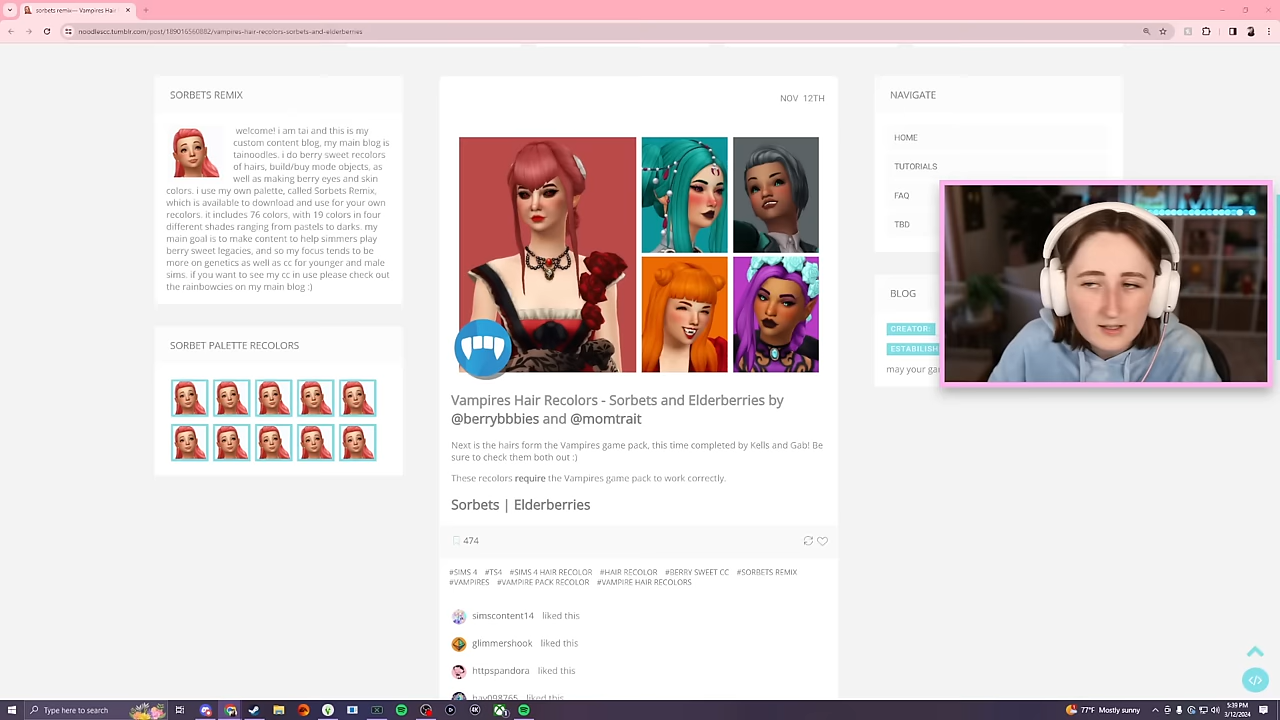 sorbets remix— Vampires Hai
noodlescc.tumblr.com/post/189016560882/vampires-hair-recolors-sorbets-and-elderberries
SORBETS REMIX
welcome! i am tai and this is my
custom content blog, my main blog is
tainoodles. i do berry sweet recolors
of hairs, build/buy mode objects, as
well as making berry eyes and skin
colors. i use my own palette, called Sorbets Remix,
which is available to download and use for your own
recolors. it includes 76 colors, with 19 colors in four
different shades ranging from pastels to darks. my
main goal is to make content to help simmers play
berry sweet legacies, and so my focus tends to be
more on genetics as well as cc for younger and male
sims. if you want to see my cc in use please check out
the rainbowcies on my main blog :)
SORBET PALETTE RECOLORS
NOV 12TH
Vampires Hair Recolors - Sorbets and Elderberries by
@berrybbbies and @momtrait
Next is the hairs form the Vampires game pack, this time completed by Kells and Gab! Be
sure to check them both out :)
These recolors require the Vampires game pack to work correctly.
Sorbets | Elderberries
474
#SIMS 4 #TS4 #SIMS 4 HAIR RECOLOR #HAIR RECOLOR #BERRY SWEET CC #SORBETS REMIX
#VAMPIRES #VAMPIRE PACK RECOLOR #VAMPIRE HAIR RECOLORS
simscontent14 liked this
glimmershook liked this
httpspandora liked this
hay098765 liked this
NAVIGATE
HOME
TUTORIALS
FAQ
TBD
BLOG
CREATOR:
ESTABILISH
may your ga
Type here to search
77°F Mostly sunny
5:39 PM
3/12/2024